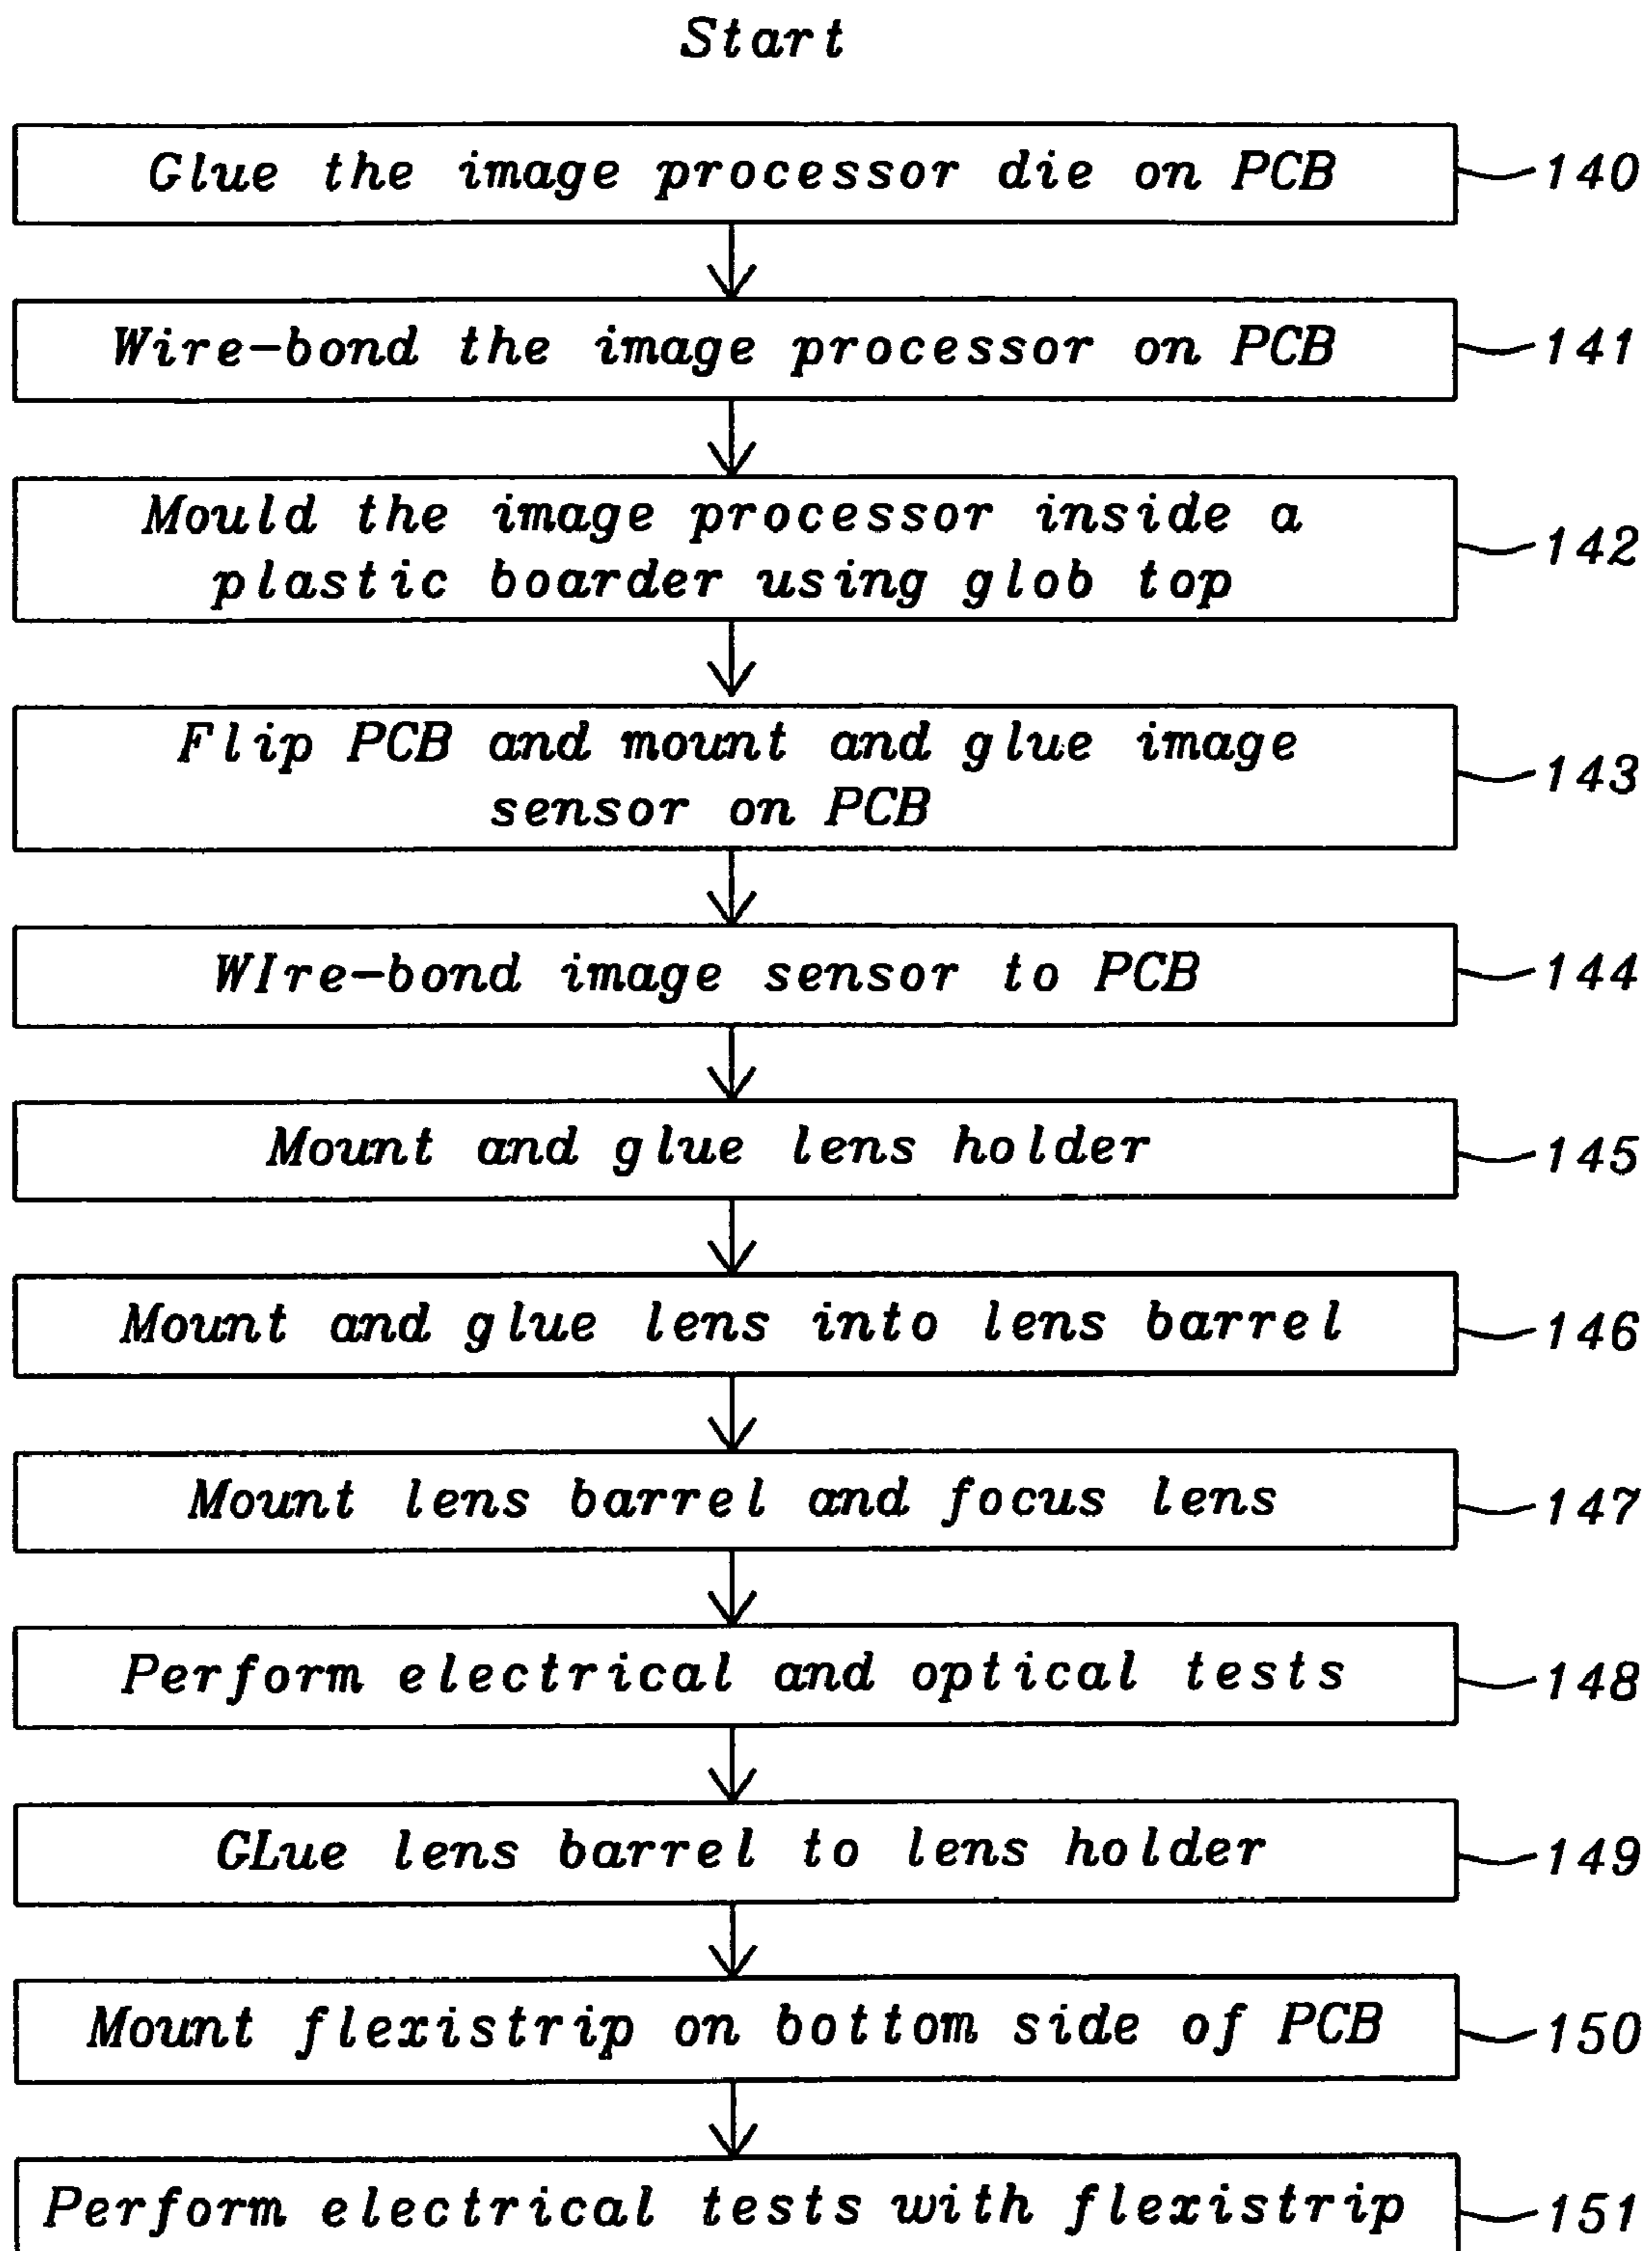 Start
Glue the image processor die on PCB
140
Wire-bond the image processor on PCB
141
Mould the image processor inside a
plastic boarder using glob top
142
Flip PCB and mount and glue image
sensor on PCB
143
WIre-bond image sensor to PCB
144
Mount and glue lens holder
145
Mount and glue lens into lens barrel
146
Mount lens barrel and focus lens
147
Perform electrical and optical tests
148
GLue lens barrel to lens holder
149
Mount flexistrip on bottom side of PCB
150
Perform electrical tests with flexistrip
151